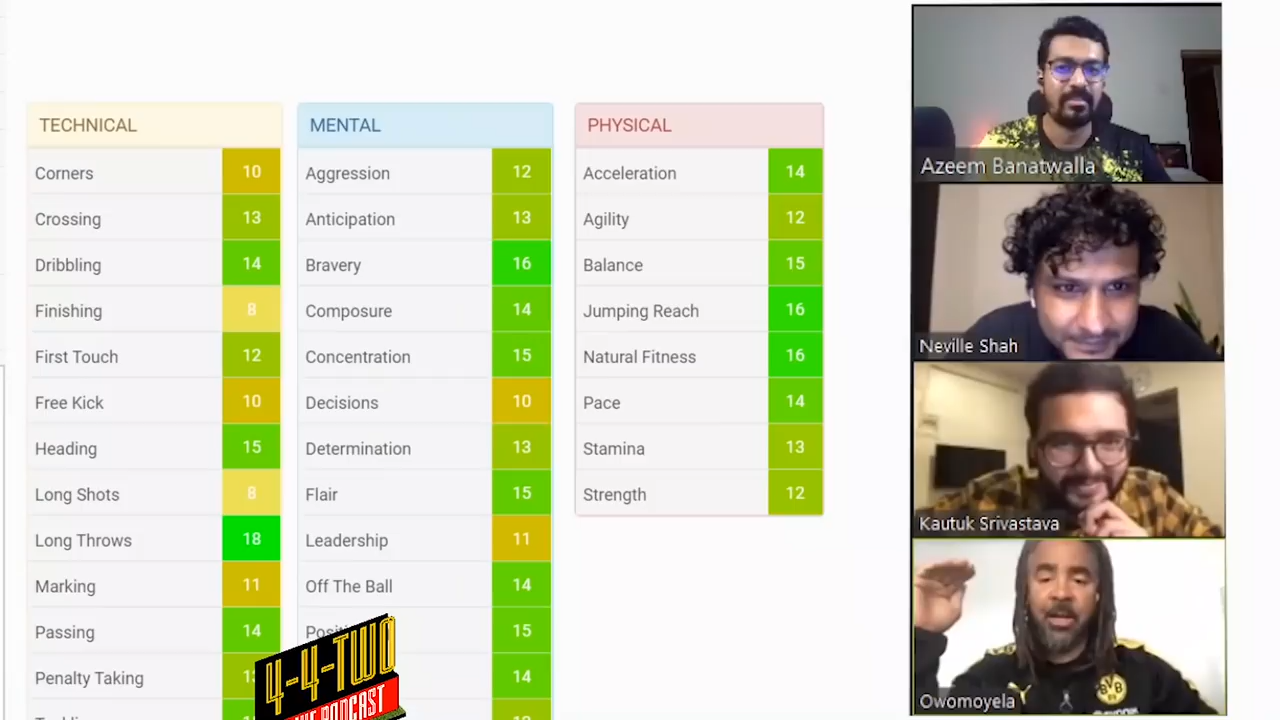 TECHNICAL
Corners 10
Crossing 13
Dribbling 14
Finishing 8
First Touch 12
Free Kick 10
Heading 15
Long Shots 8
Long Throws 18
Marking 11
Passing 14
Penalty Taking
MENTAL
Aggression 12
Anticipation 13
Bravery 16
Composure 14
Concentration 15
Decisions 10
Determination 13
Flair 15
Leadership 11
Off The Ball 14
15
14
PHYSICAL
Acceleration 14
Agility 12
Balance 15
Jumping Reach 16
Natural Fitness 16
Pace 14
Stamina 13
Strength 12
4-4-TWO
PODCAST
Azeem Banatwalla
Neville Shah
Kautuk Srivastava
BVB
Owomoyela